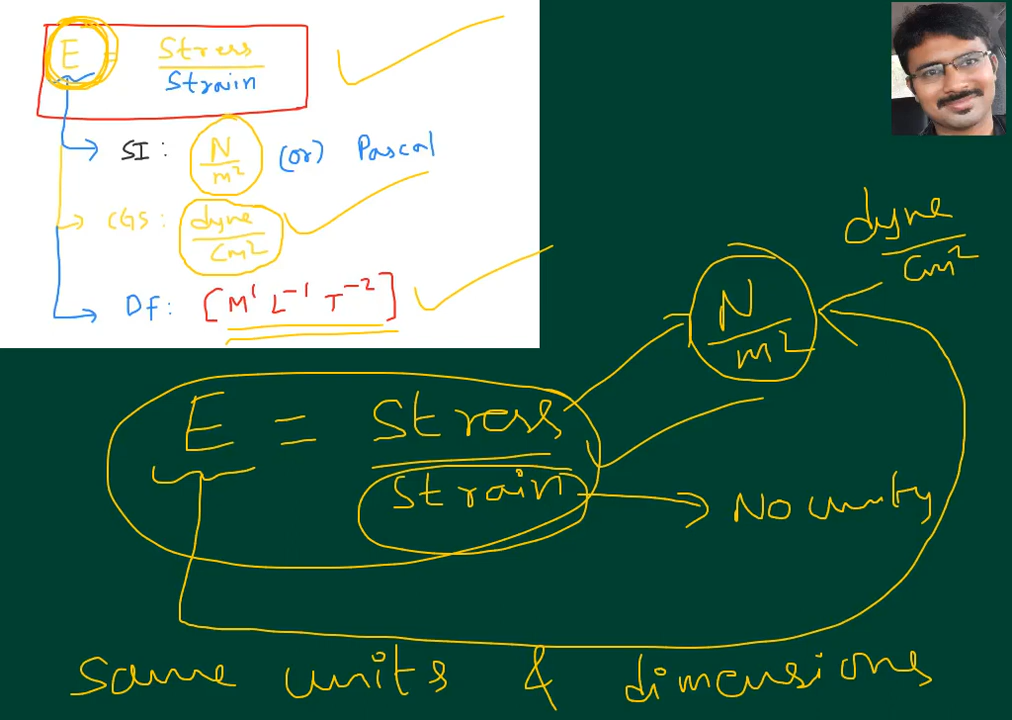 E = Stress
Strain
SI : N/m² (or) Pascal
CGS : dyne/cm²
Df : [M¹ L⁻¹ T⁻²]
dyne/cm²
N/m²
E = Stress
Strain → No units
Same units & dimensions